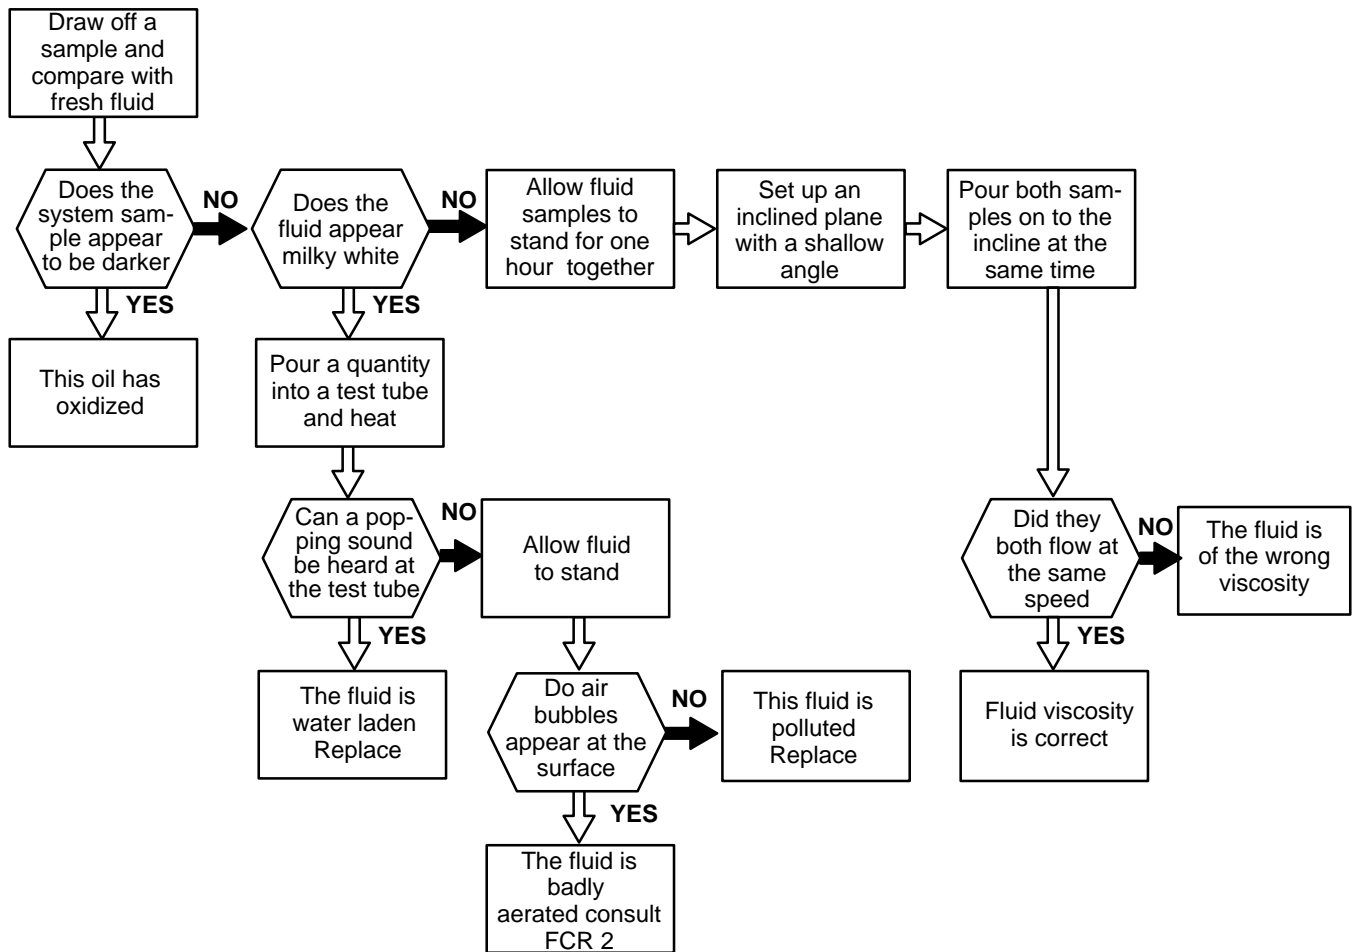 Draw off a
sample and
compare with
fresh fluid
Does the
system sam-
ple appear
to be darker
NO
YES
This oil has
oxidized
Does the
fluid appear
milky white
NO
YES
Allow fluid
samples to
stand for one
hour together
Set up an
inclined plane
with a shallow
angle
Pour both sam-
ples on to the
incline at the
same time
Pour a quantity
into a test tube
and heat
Can a pop-
ping sound
be heard at
the test tube
NO
YES
Allow fluid
to stand
The fluid is
water laden
Replace
Do air
bubbles
appear at the
surface
NO
YES
This fluid is
polluted
Replace
The fluid is
badly
aerated consult
FCR 2
Did they
both flow at
the same
speed
NO
YES
The fluid is
of the wrong
viscosity
Fluid viscosity
is correct